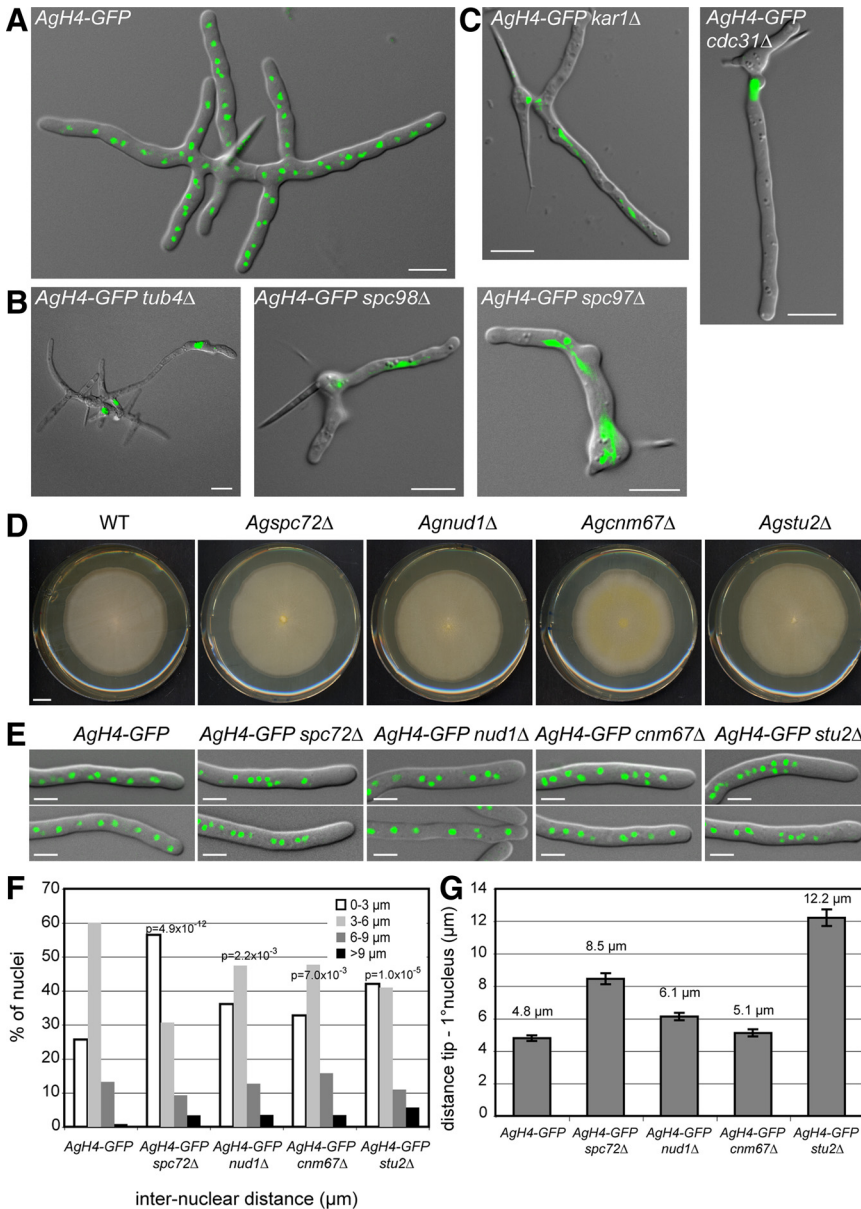 A
AgH4-GFP
C
AgH4-GFP kar1Δ
AgH4-GFP
cdc31Δ
B
AgH4-GFP tub4Δ
AgH4-GFP spc98Δ
AgH4-GFP spc97Δ
D
WT
Agspc72Δ
Agnud1Δ
Agcnm67Δ
Agstu2Δ
E
AgH4-GFP
AgH4-GFP spc72Δ
AgH4-GFP nud1Δ
AgH4-GFP cnm67Δ
AgH4-GFP stu2Δ
F
% of nuclei
70
60
50
40
30
20
10
0
0-3 µm
3-6 µm
6-9 µm
>9 µm
p=4.9x10⁻¹²
p=2.2x10⁻³
p=7.0x10⁻³
p=1.0x10⁻⁵
AgH4-GFP
AgH4-GFP
spc72Δ
AgH4-GFP
nud1Δ
AgH4-GFP
cnm67Δ
AgH4-GFP
stu2Δ
inter-nuclear distance (µm)
G
distance tip - 1°nucleus (µm)
14
12
10
8
6
4
2
0
4.8 µm
8.5 µm
6.1 µm
5.1 µm
12.2 µm
AgH4-GFP
AgH4-GFP
spc72Δ
AgH4-GFP
nud1Δ
AgH4-GFP
cnm67Δ
AgH4-GFP
stu2Δ